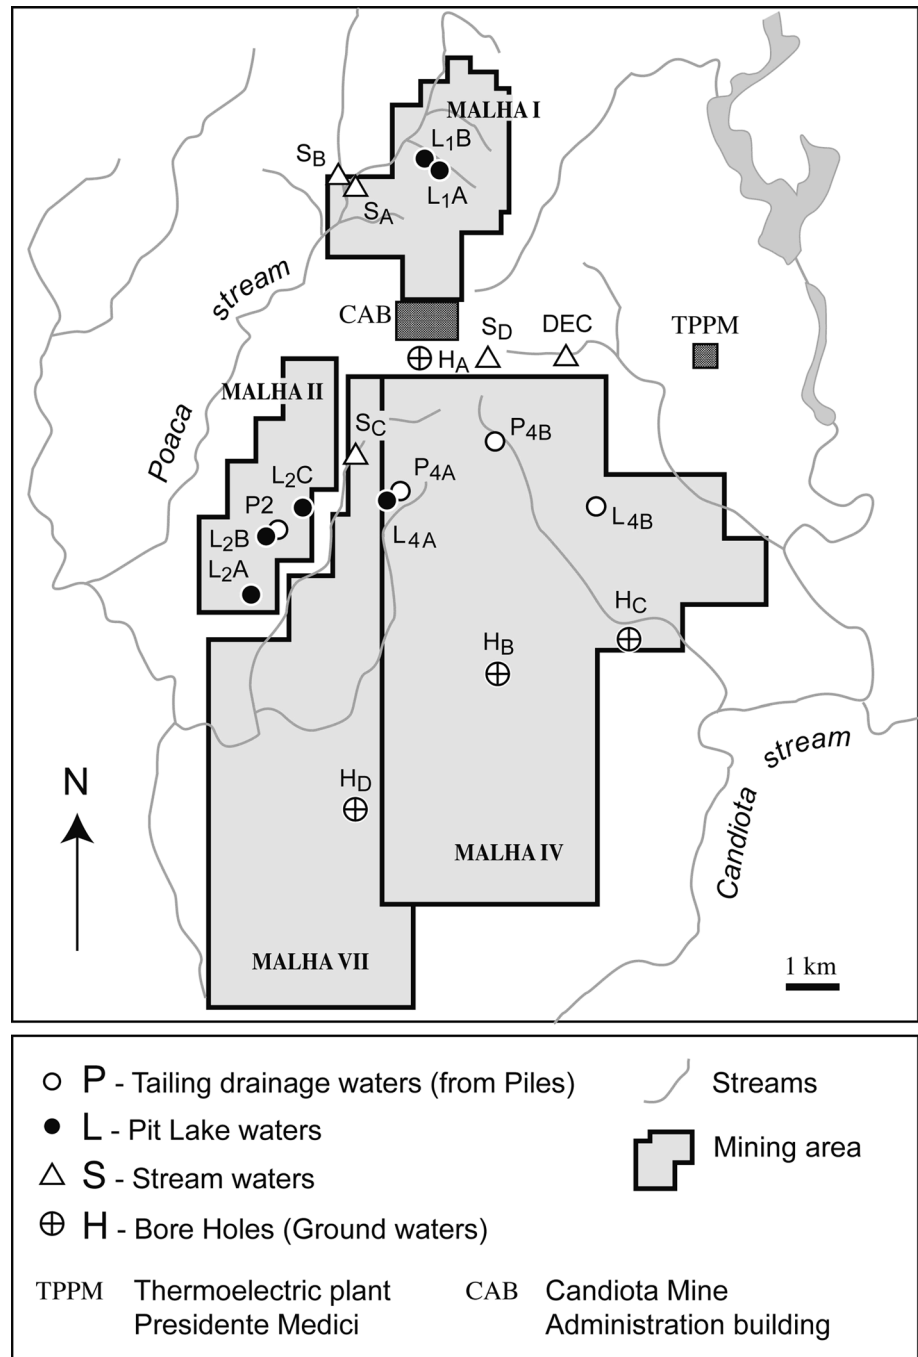 MALHA I
L1B
SB
L1A
SA
stream
CAB
SD
DEC
TPPM
HA
MALHA II
Poaca
SC
P4B
L2C
P4A
P2
L2B
L4A
L4B
L2A
HC
HB
stream
N
HD
Candiota
MALHA IV
MALHA VII
1 km
P - Tailing drainage waters (from Piles)
Streams
L - Pit Lake waters
Mining area
S - Stream waters
H - Bore Holes (Ground waters)
TPPM Thermoelectric plant
Presidente Medici
CAB Candiota Mine
Administration building